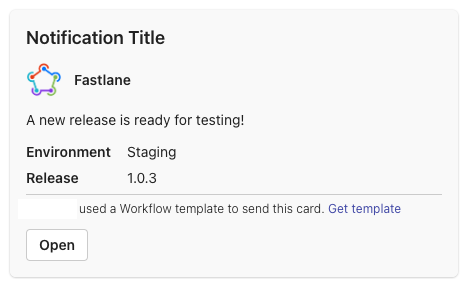 Notification Title
Fastlane
A new release is ready for testing!
Environment Staging
Release 1.0.3
used a Workflow template to send this card. Get template
Open